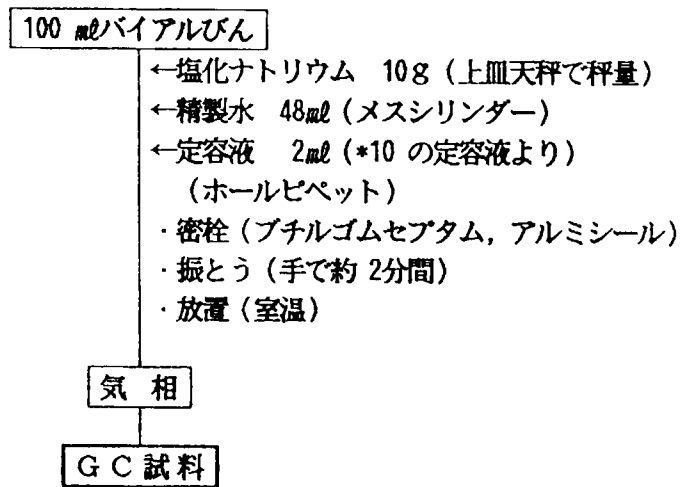 100 mlバイアルびん
←塩化ナトリウム 10g（上皿天秤で秤量）
←精製水 48ml（メスシリンダー）
←定容液 2ml（*10 の定容液より）
（ホールピペット）
・密栓（ブチルゴムセプタム，アルミシール）
・振とう（手で約 2分間）
・放置（室温）
気 相
ＧＣ試料